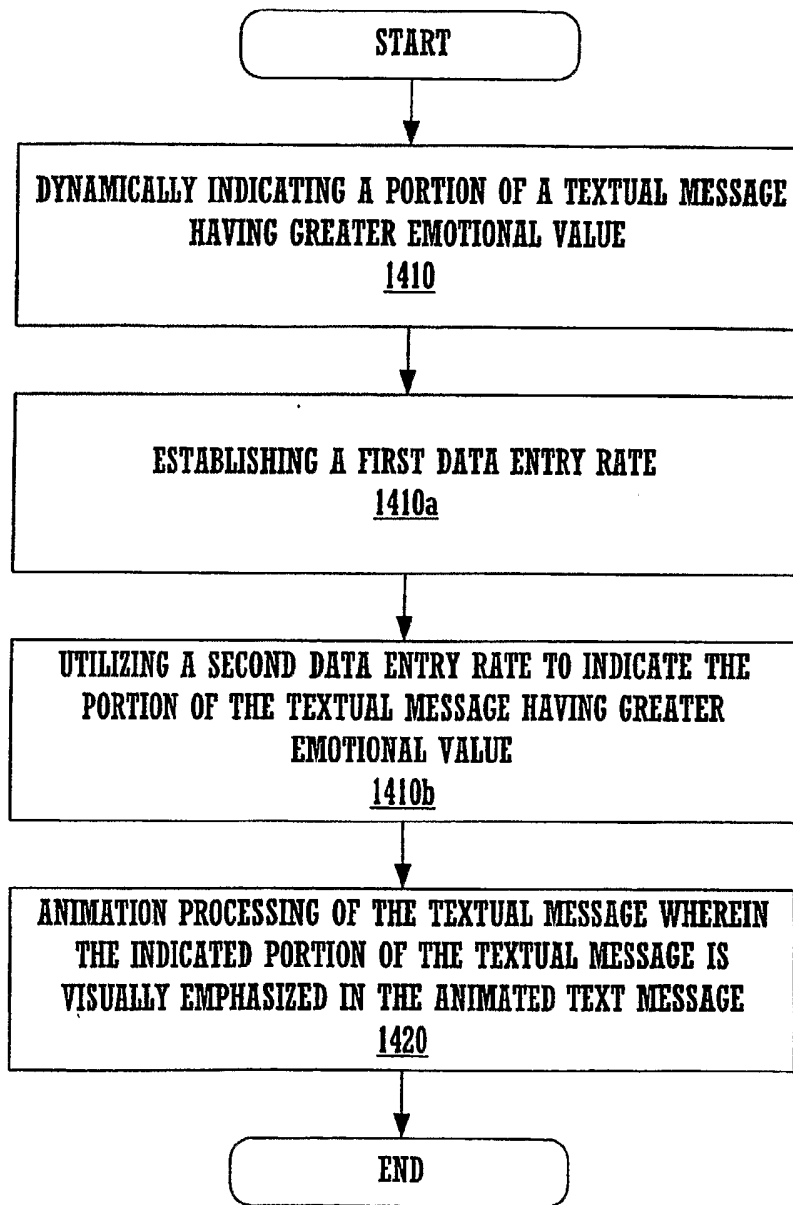 START
DYNAMICALLY INDICATING A PORTION OF A TEXTUAL MESSAGE
HAVING GREATER EMOTIONAL VALUE
1410
ESTABLISHING A FIRST DATA ENTRY RATE
1410a
UTILIZING A SECOND DATA ENTRY RATE TO INDICATE THE
PORTION OF THE TEXTUAL MESSAGE HAVING GREATER
EMOTIONAL VALUE
1410b
ANIMATION PROCESSING OF THE TEXTUAL MESSAGE WHEREIN
THE INDICATED PORTION OF THE TEXTUAL MESSAGE IS
VISUALLY EMPHASIZED IN THE ANIMATED TEXT MESSAGE
1420
END